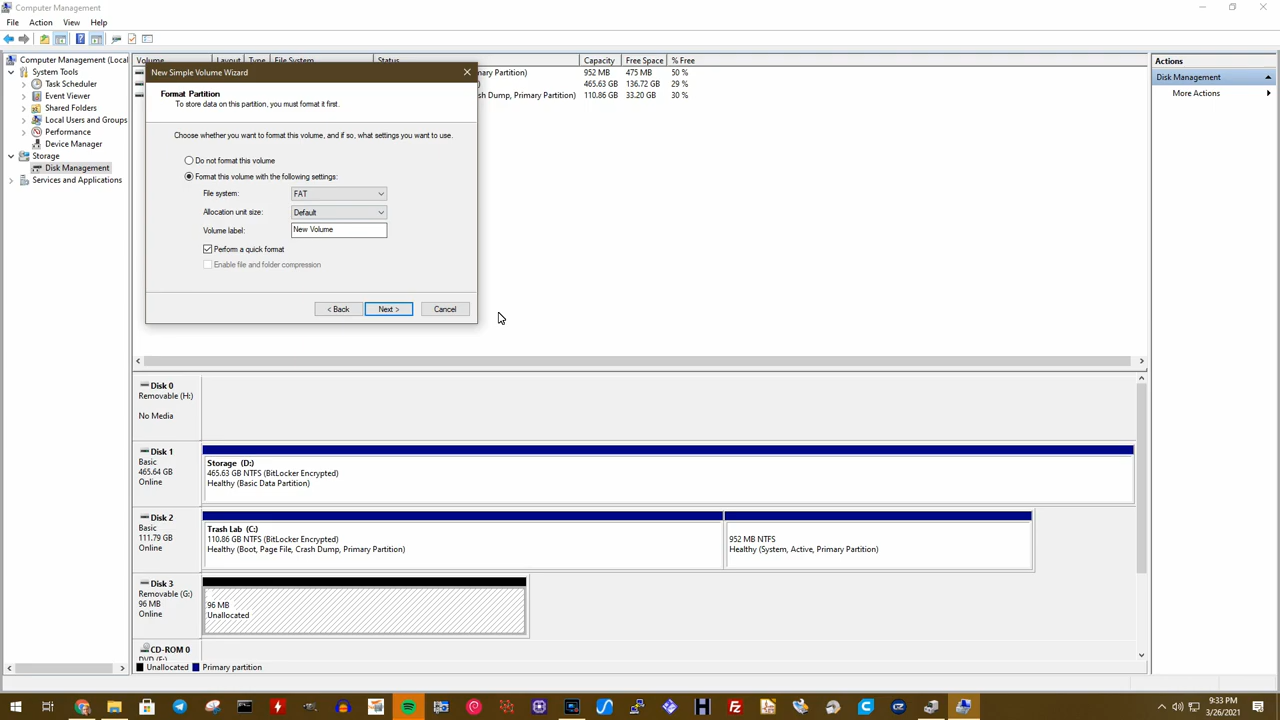 Computer Management
File Action View Help
Computer Management (Local
System Tools
Task Scheduler
Event Viewer
Shared Folders
Local Users and Groups
Performance
Device Manager
Storage
Disk Management
Services and Applications
Volume Layout Type File System Status Capacity Free Space % Free
mary Partition) 952 MB 475 MB 50 %
) 465.63 GB 136.72 GB 29 %
sh Dump, Primary Partition) 110.86 GB 33.20 GB 30 %
New Simple Volume Wizard
Format Partition
To store data on this partition, you must format it first.
Choose whether you want to format this volume, and if so, what settings you want to use.
Do not format this volume
Format this volume with the following settings:
File system: FAT
Allocation unit size: Default
Volume label: New Volume
Perform a quick format
Enable file and folder compression
< Back Next > Cancel
Actions
Disk Management
More Actions
Disk 0
Removable (H:)
No Media
Disk 1
Basic
465.64 GB
Online
Storage (D:)
465.63 GB NTFS (BitLocker Encrypted)
Healthy (Basic Data Partition)
Disk 2
Basic
111.79 GB
Online
Trash Lab (C:)
110.86 GB NTFS (BitLocker Encrypted)
Healthy (Boot, Page File, Crash Dump, Primary Partition)
952 MB NTFS
Healthy (System, Active, Primary Partition)
Disk 3
Removable (G:)
96 MB
Online
96 MB
Unallocated
CD-ROM 0
DVD (E:)
Unallocated Primary partition
9:33 PM
3/26/2021